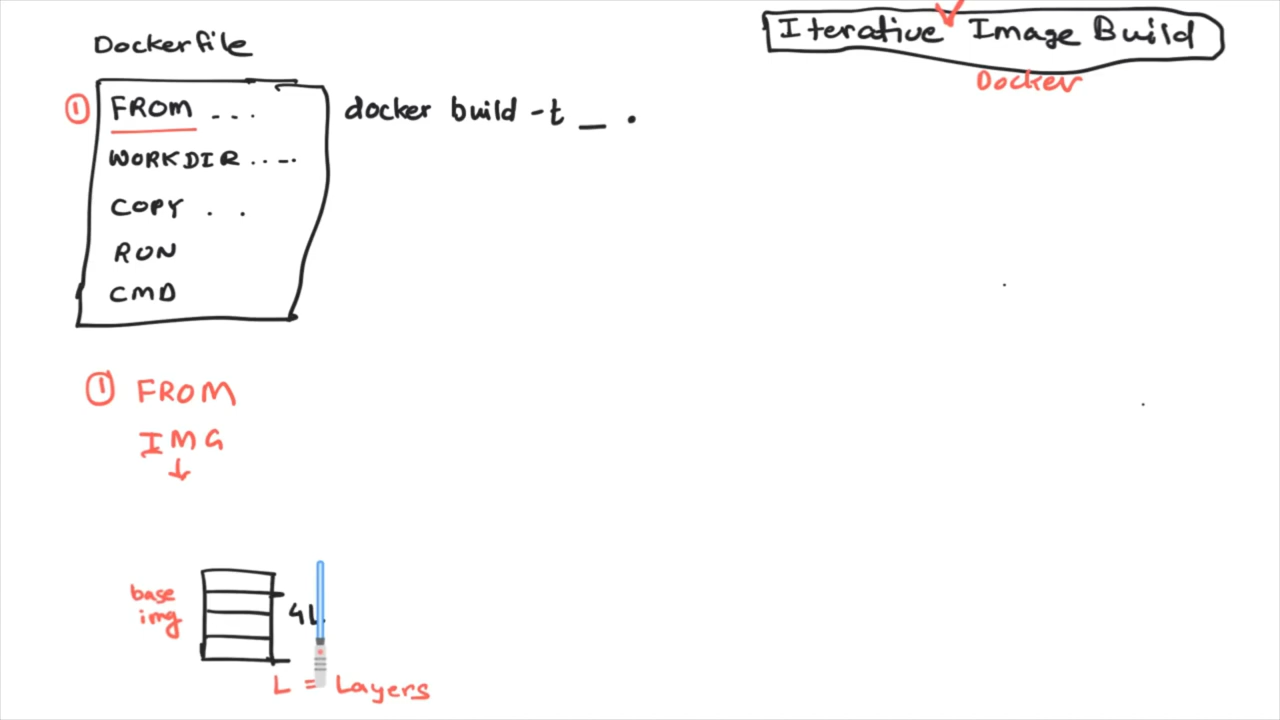 Dockerfile
Iterative Image Build
Docker
① FROM ...
docker build -t _ .
WORKDIR ....
COPY . .
RUN
CMD
① FROM
IMG
base
img
4L
L = Layers